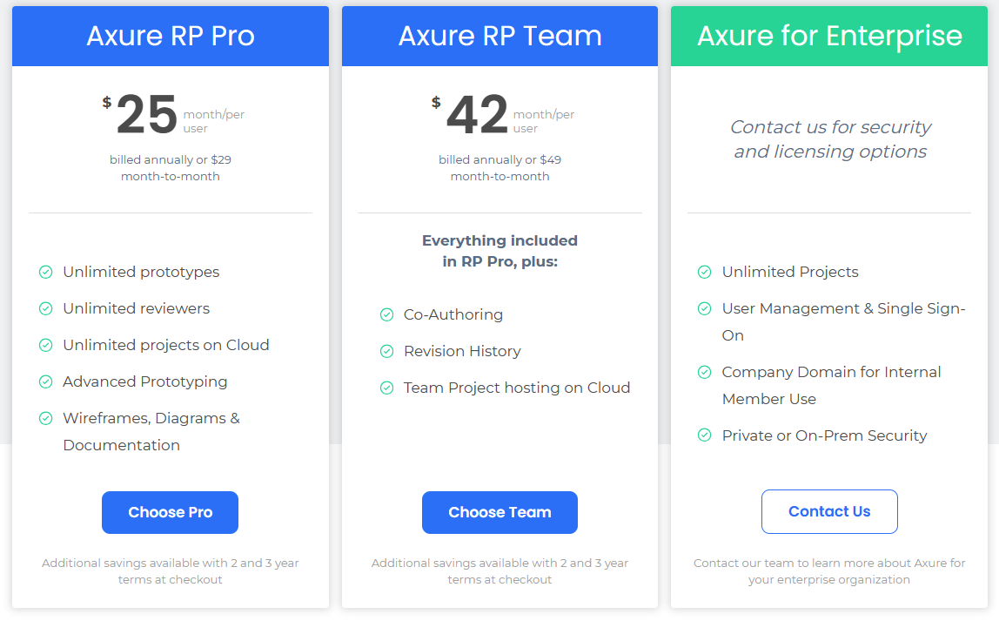 Axure RP Pro
$ 25 month/per
user
billed annually or $29
month-to-month
Unlimited prototypes
Unlimited reviewers
Unlimited projects on Cloud
Advanced Prototyping
Wireframes, Diagrams &
Documentation
Choose Pro
Additional savings available with 2 and 3 year
terms at checkout
Axure RP Team
$ 42 month/per
user
billed annually or $49
month-to-month
Everything included
in RP Pro, plus:
Co-Authoring
Revision History
Team Project hosting on Cloud
Choose Team
Additional savings available with 2 and 3 year
terms at checkout
Axure for Enterprise
Contact us for security
and licensing options
Unlimited Projects
User Management & Single Sign-
On
Company Domain for Internal
Member Use
Private or On-Prem Security
Contact Us
Contact our team to learn more about Axure for
your enterprise organization